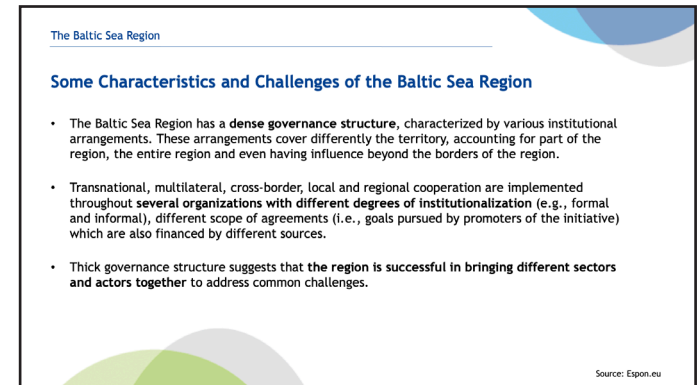 The Baltic Sea Region
Some Characteristics and Challenges of the Baltic Sea Region
• The Baltic Sea Region has a dense governance structure, characterized by various institutional
arrangements. These arrangements cover differently the territory, accounting for part of the
region, the entire region and even having influence beyond the borders of the region.
• Transnational, multilateral, cross-border, local and regional cooperation are implemented
throughout several organizations with different degrees of institutionalization (e.g., formal
and informal), different scope of agreements (i.e., goals pursued by promoters of the initiative)
which are also financed by different sources.
• Thick governance structure suggests that the region is successful in bringing different sectors
and actors together to address common challenges.
Source: Espon.eu